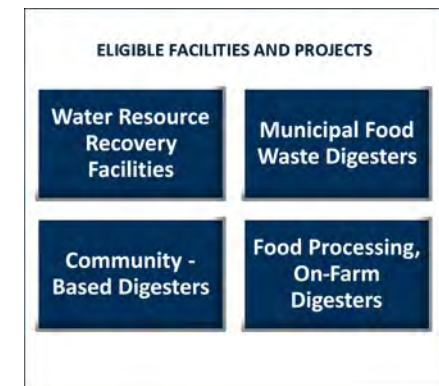 ELIGIBLE FACILITIES AND PROJECTS
Water Resource
Recovery
Facilities
Municipal Food
Waste Digesters
Community -
Based Digesters
Food Processing,
On-Farm
Digesters